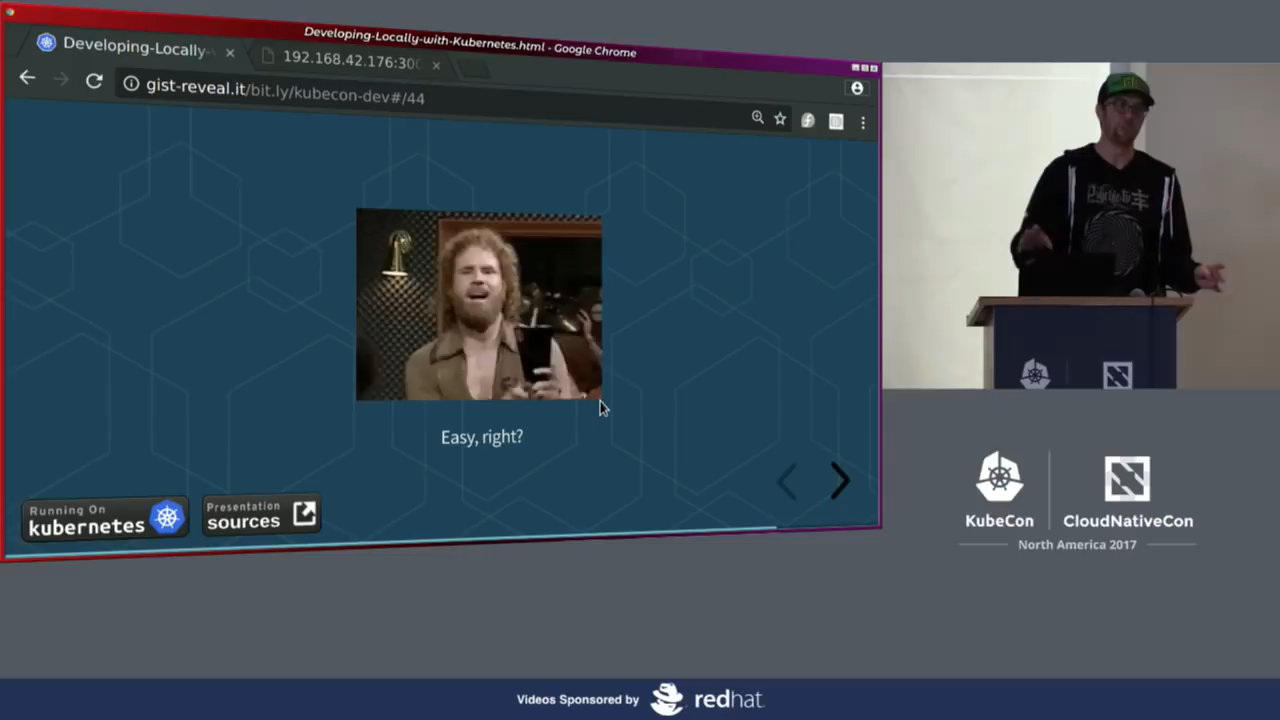 Developing-Locally-with-Kubernetes.html - Google Chrome
Developing-Locally-
192.168.42.176:300
gist-reveal.it/bit.ly/kubecon-dev#/44
Easy, right?
Running On
kubernetes
Presentation
sources
KubeCon
CloudNativeCon
North America 2017
Videos Sponsored by
redhat.